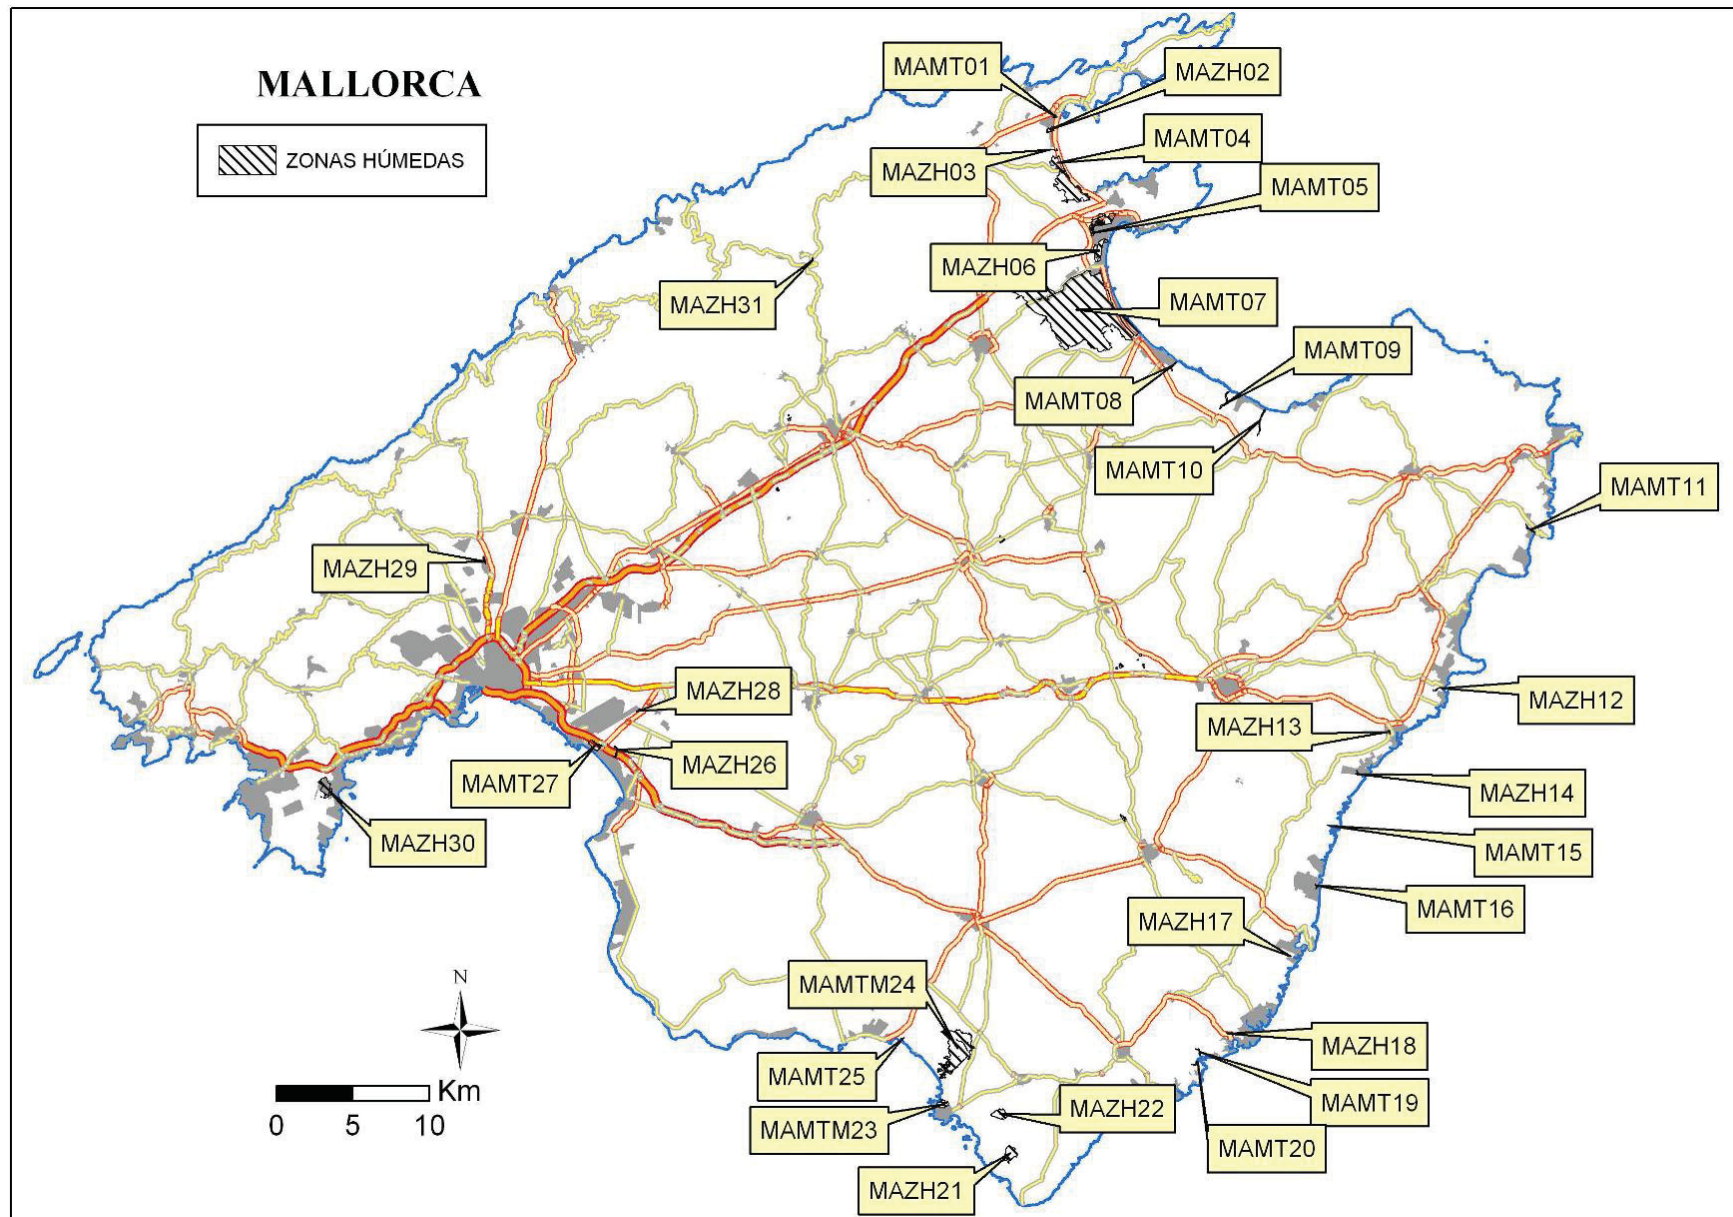 MALLORCA
ZONAS HÚMEDAS
MAMT01
MAZH02
MAMT04
MAZH03
MAMT05
MAZH06
MAZH31
MAMT07
MAMT09
MAMT08
MAMT10
MAMT11
MAZH29
MAZH28
MAZH12
MAZH13
MAZH26
MAMT27
MAZH14
MAZH30
MAMT15
MAMT16
MAZH17
MAMTM24
N
MAZH18
MAMT25
Km
0 5 10
MAMT19
MAZH22
MAMTM23
MAMT20
MAZH21